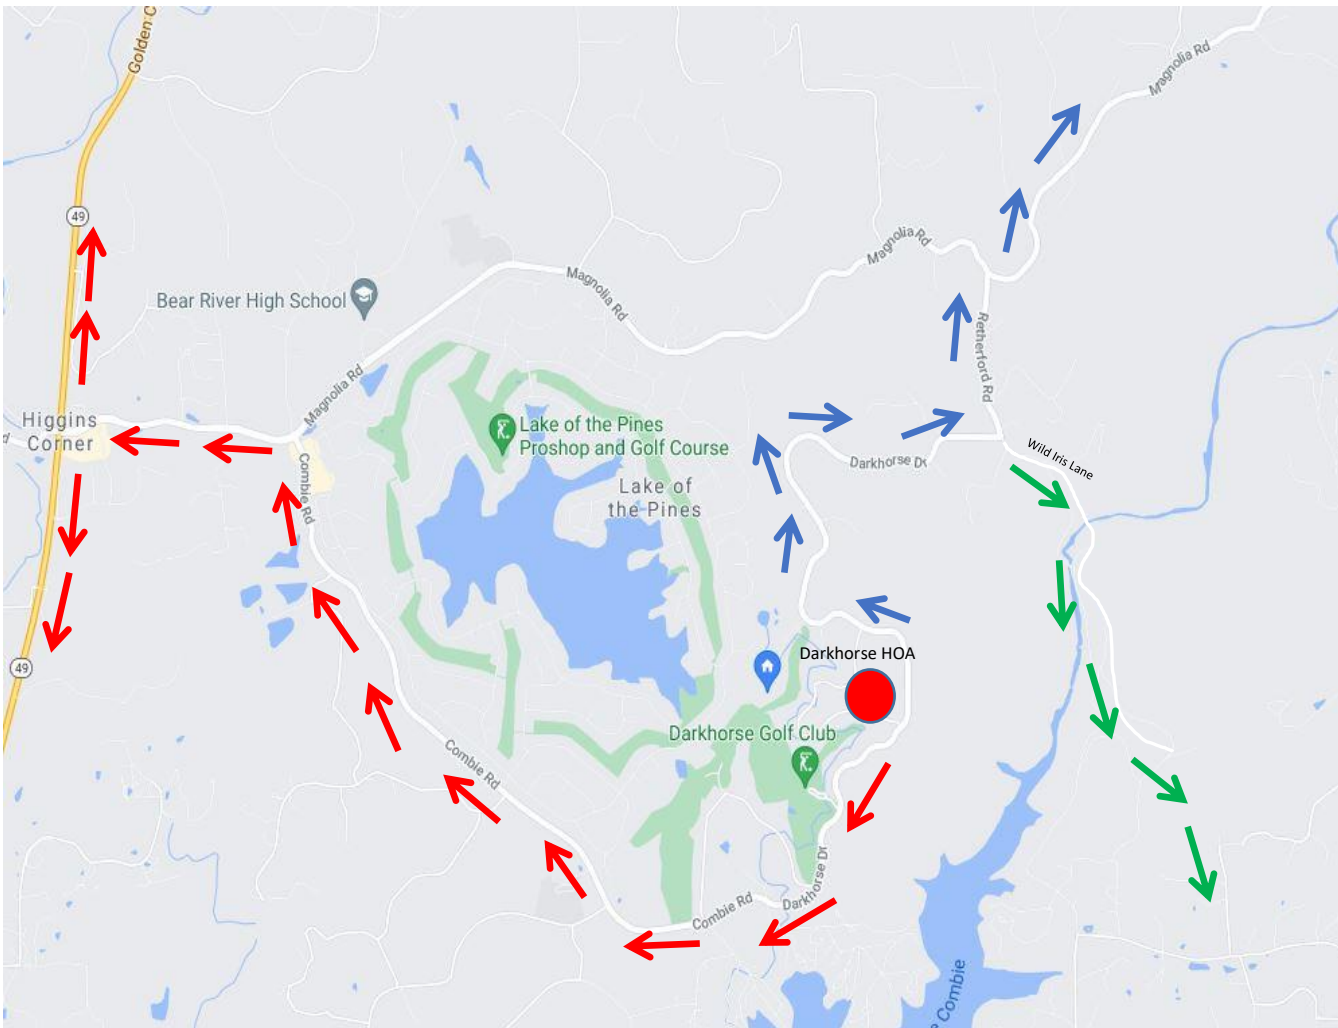 Golden C
Magnolia Rd
49
Magnolia Rd
Bear River High School
Magnolia Rd
Retherford Rd
Magnolia Rd
Higgins
Corner
d
Lake of the Pines
Proshop and Golf Course
Wild Iris Lane
Darkhorse Dr
Combie Rd
Lake of
the Pines
Darkhorse HOA
49
Darkhorse Golf Club
Combie Rd
Darkhorse Dr
Combie Rd
e Combie